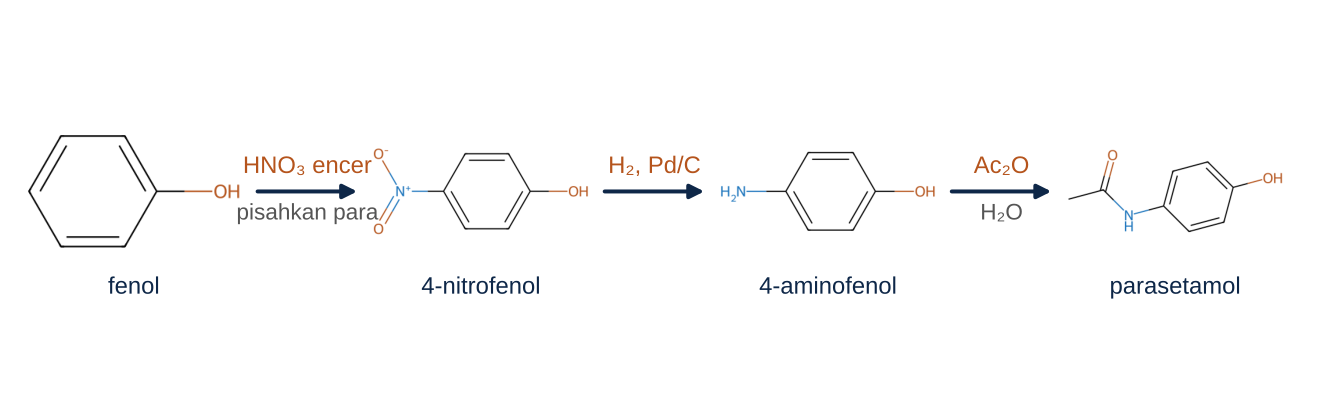 HNO₃ encer
pisahkan para
H₂, Pd/C
Ac₂O
H₂O
OH
O⁻
N⁺
O
OH
H₂N
OH
O
N
H
OH
fenol
4-nitrofenol
4-aminofenol
parasetamol